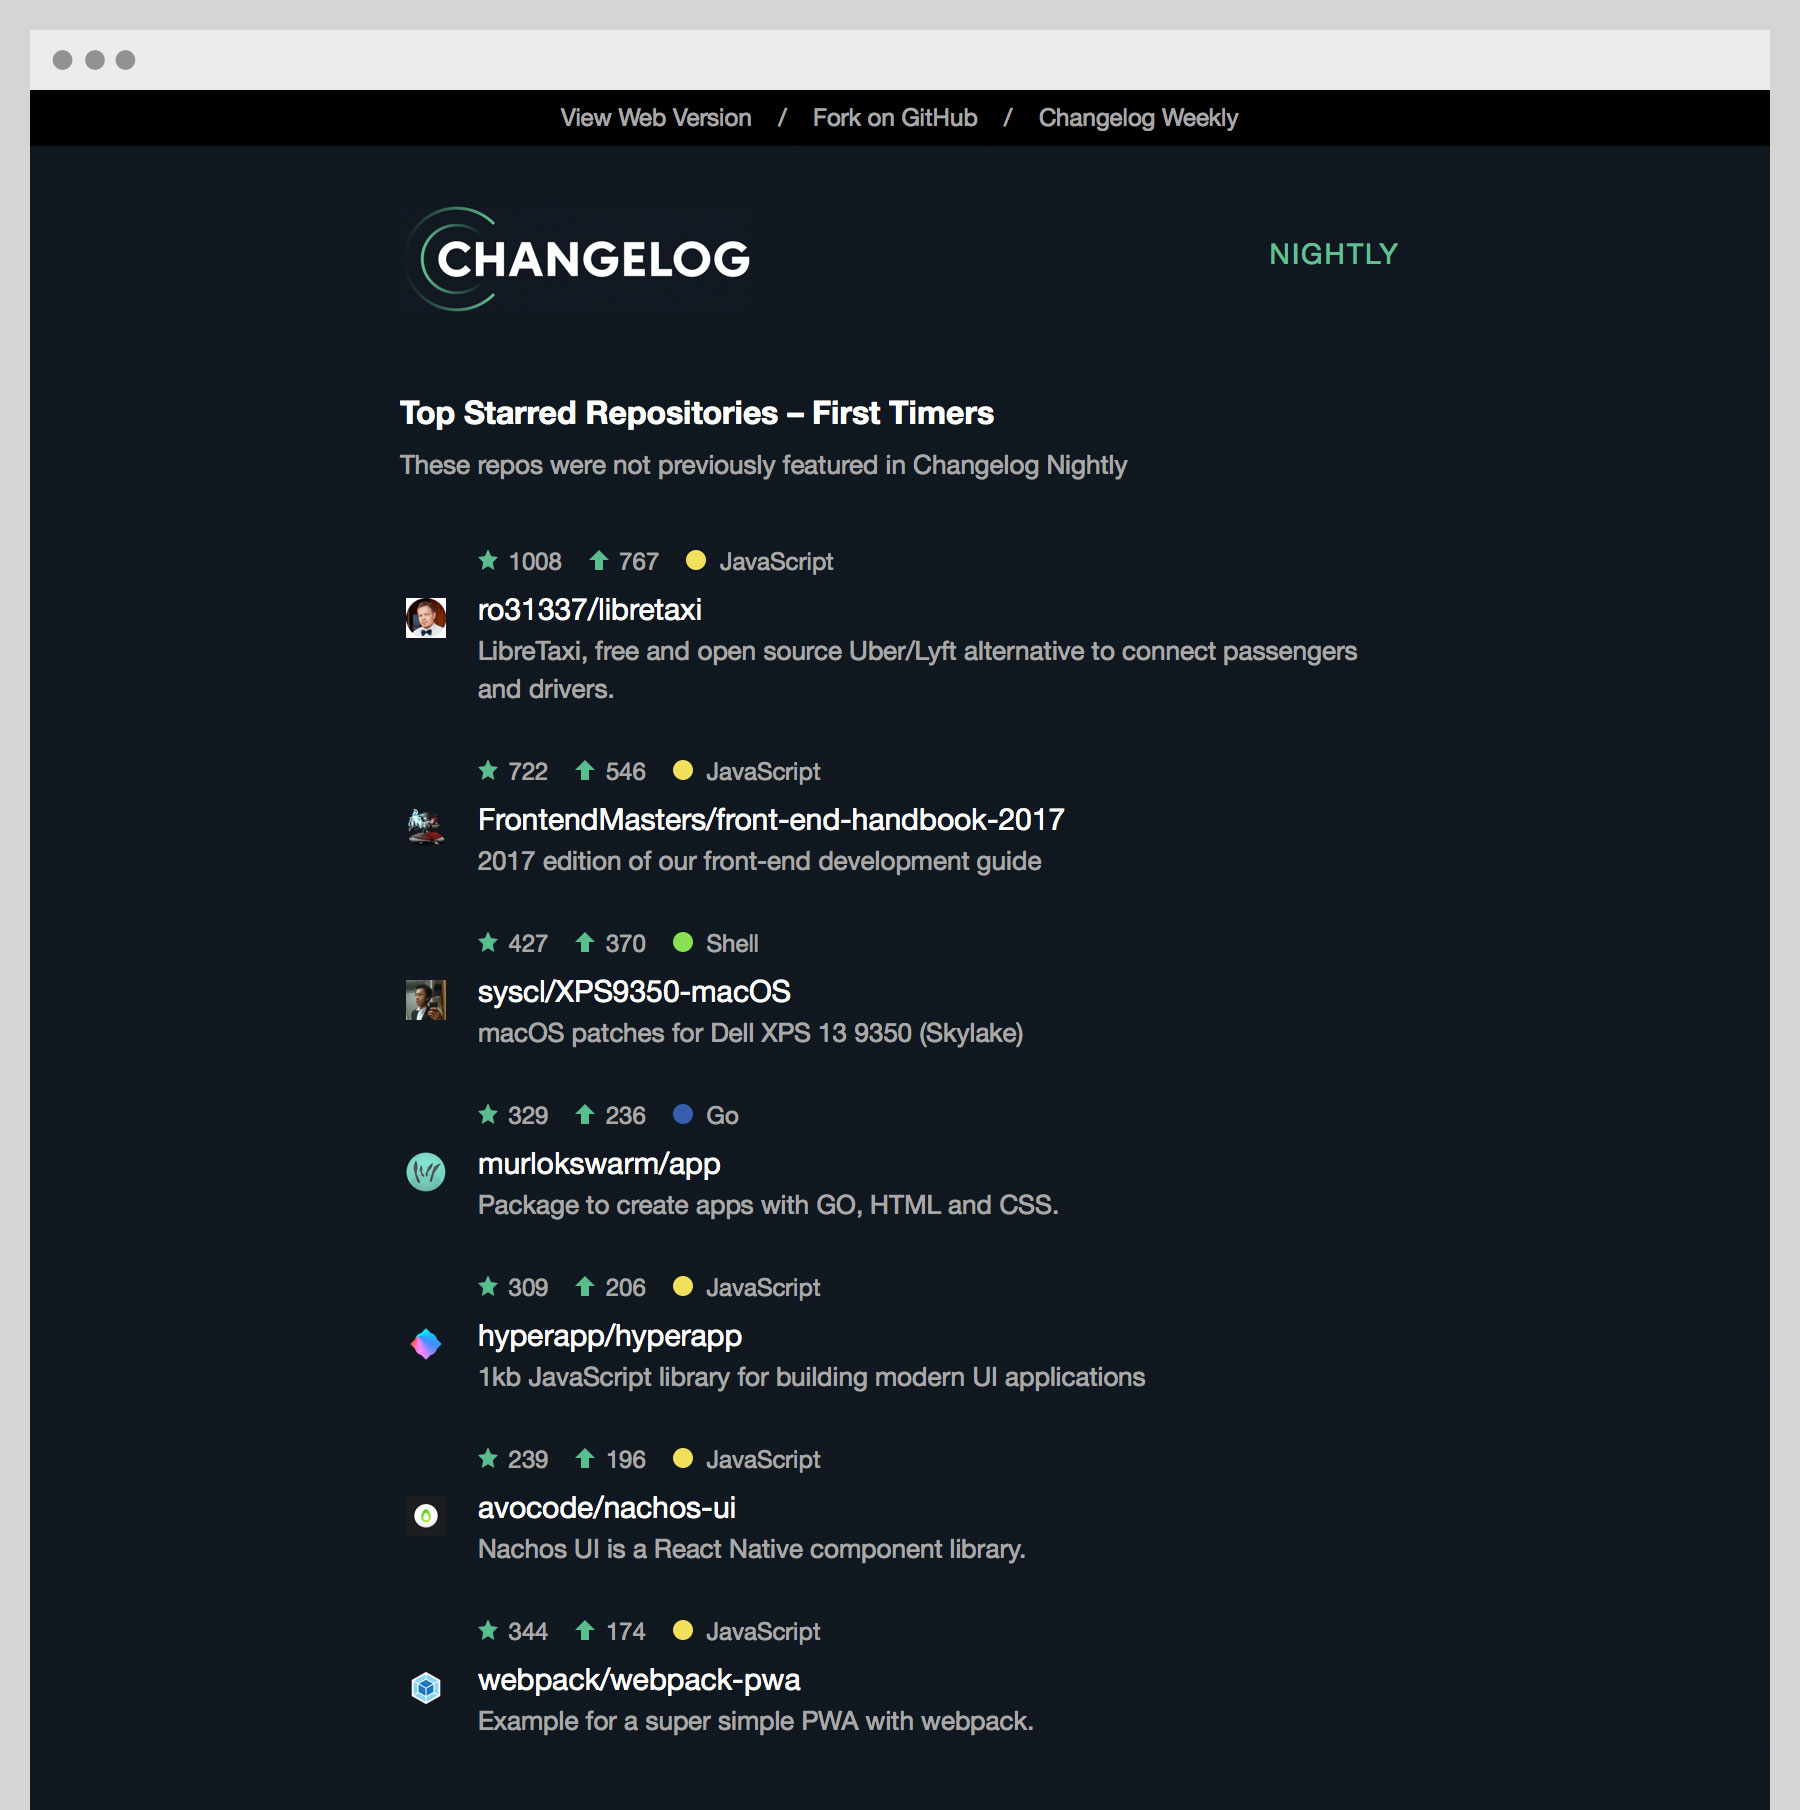 View Web Version / Fork on GitHub / Changelog Weekly
CHANGELOG
NIGHTLY
Top Starred Repositories – First Timers
These repos were not previously featured in Changelog Nightly
1008 767 JavaScript
ro31337/libretaxi
LibreTaxi, free and open source Uber/Lyft alternative to connect passengers
and drivers.
722 546 JavaScript
FrontendMasters/front-end-handbook-2017
2017 edition of our front-end development guide
427 370 Shell
syscl/XPS9350-macOS
macOS patches for Dell XPS 13 9350 (Skylake)
329 236 Go
murlokswarm/app
Package to create apps with GO, HTML and CSS.
309 206 JavaScript
hyperapp/hyperapp
1kb JavaScript library for building modern UI applications
239 196 JavaScript
avocode/nachos-ui
Nachos UI is a React Native component library.
344 174 JavaScript
webpack/webpack-pwa
Example for a super simple PWA with webpack.